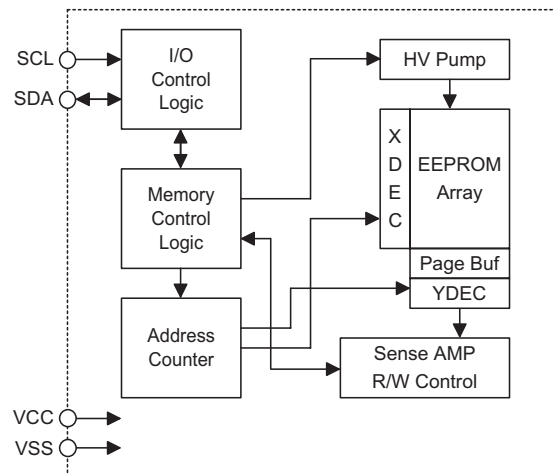 SCL
SDA
I/O
Control
Logic
HV Pump
X
D
E
C
EEPROM
Array
Memory
Control
Logic
Page Buf
YDEC
Address
Counter
Sense AMP
R/W Control
VCC
VSS